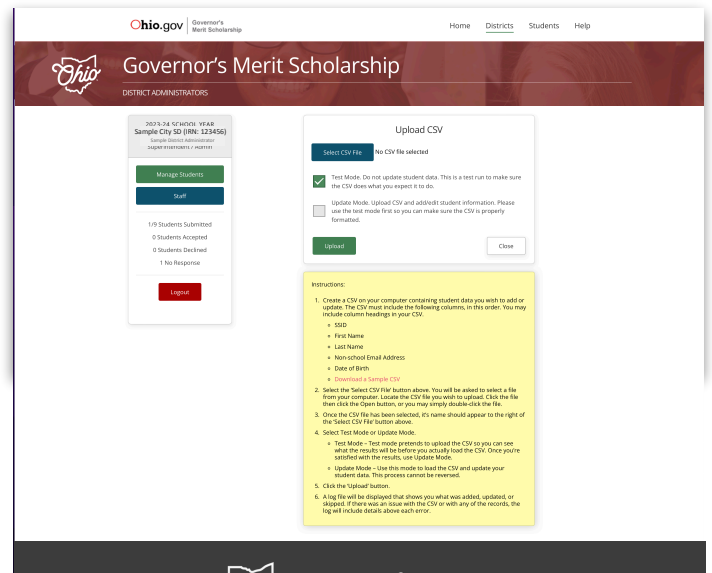 Ohio.gov
Governor's
Merit Scholarship
Home Districts Students Help
Ohio
Governor's Merit Scholarship
DISTRICT ADMINISTRATORS
2023-24 SCHOOL YEAR
Sample City SD (IRN: 123456)
Sample District Administrator
Superintendent / Admin
Manage Students
Staff
1/9 Students Submitted
0 Students Accepted
0 Students Declined
1 No Response
Logout
Upload CSV
Select CSV File No CSV file selected
Test Mode. Do not update student data. This is a test run to make sure
the CSV does what you expect it to do.
Update Mode. Upload CSV and add/edit student information. Please
use the test mode first so you can make sure the CSV is properly
formatted.
Upload Close
Instructions:
1. Create a CSV on your computer containing student data you wish to add or
update. The CSV must include the following columns, in this order. You may
include column headings in your CSV.
SSID
First Name
Last Name
Non-school Email Address
Date of Birth
Download a Sample CSV
2. Select the 'Select CSV File' button above. You will be asked to select a file
from your computer. Locate the CSV file you wish to upload. Click the file
then click the Open button, or you may simply double-click the file.
3. Once the CSV file has been selected, it's name should appear to the right of
the 'Select CSV File' button above.
4. Select Test Mode or Update Mode.
Test Mode – Test mode pretends to upload the CSV so you can see
what the results will be before you actually load the CSV. Once you're
satisfied with the results, use Update Mode.
Update Mode – Use this mode to load the CSV and update your
student data. This process cannot be reversed.
5. Click the 'Upload' button.
6. A log file will be displayed that shows you what was added, updated, or
skipped. If there was an issue with the CSV or with any of the records, the
log will include details above each error.